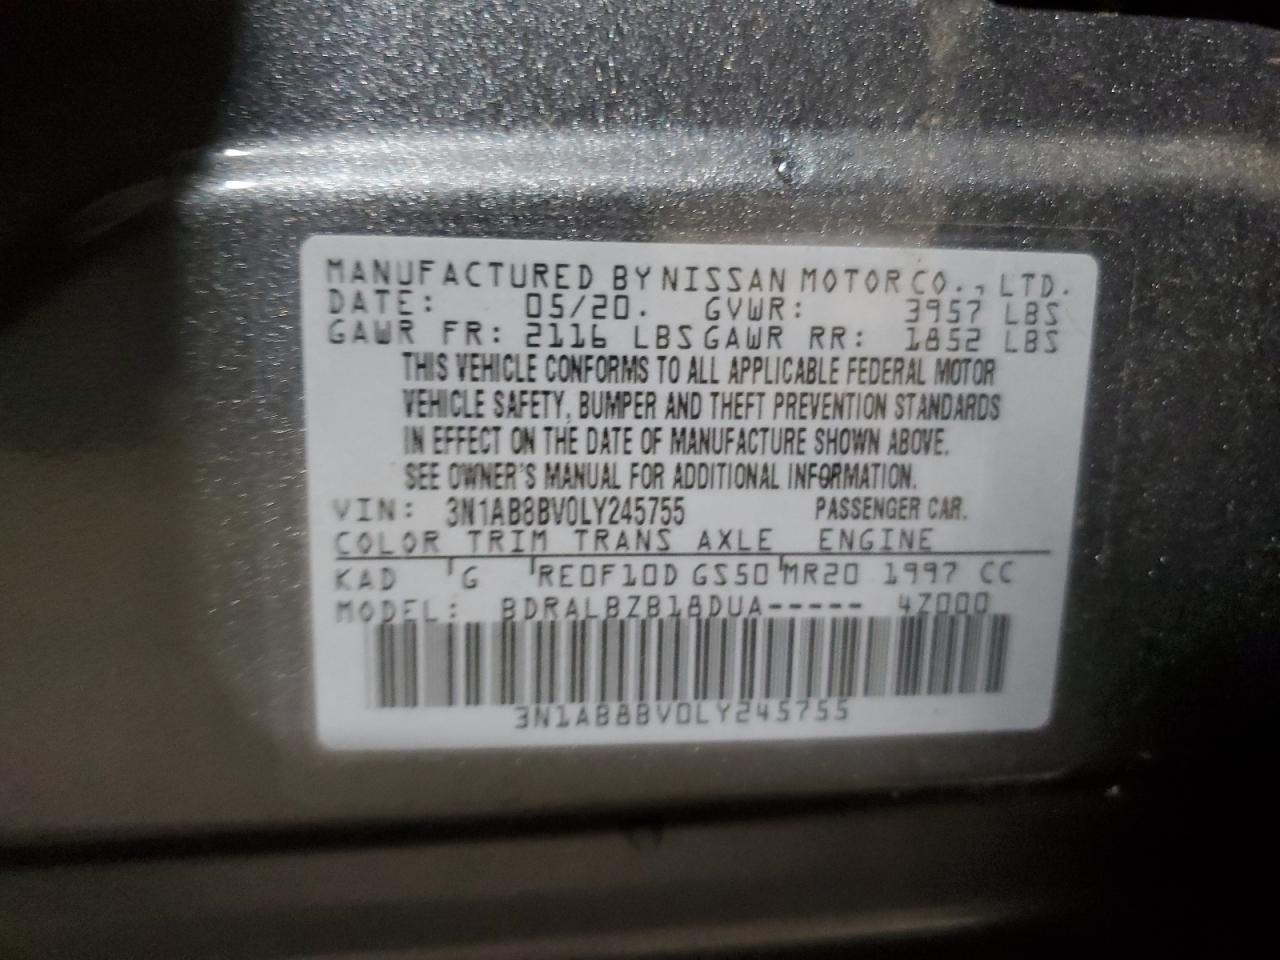 MANUFACTURED BY NISSAN MOTOR CO., LTD.
DATE: 05/20. GVWR: 3957 LBS
GAWR FR: 2116 LBS GAWR RR: 1852 LBS
THIS VEHICLE CONFORMS TO ALL APPLICABLE FEDERAL MOTOR
VEHICLE SAFETY, BUMPER AND THEFT PREVENTION STANDARDS
IN EFFECT ON THE DATE OF MANUFACTURE SHOWN ABOVE.
SEE OWNER'S MANUAL FOR ADDITIONAL INFORMATION.
VIN: 3N1AB8BV0LY245755 PASSENGER CAR.
COLOR TRIM TRANS AXLE ENGINE
KAD G RE0F10D GS50 MR20 1997 CC
MODEL: BDRALBZB18DUA----- 4Z000
3N1AB8BV0LY245755